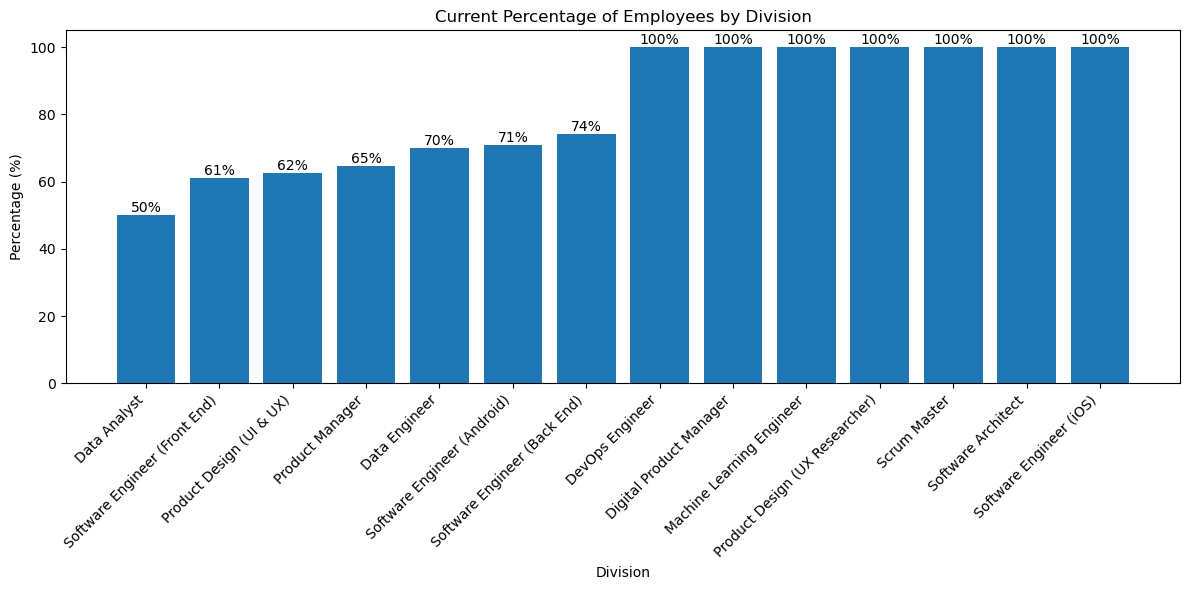 Current Percentage of Employees by Division
Percentage (%)
100
80
60
40
20
0
50%
61%
62%
65%
70%
71%
74%
100%
100%
100%
100%
100%
100%
100%
Data Analyst
Software Engineer (Front End)
Product Design (UI & UX)
Product Manager
Data Engineer
Software Engineer (Android)
Software Engineer (Back End)
DevOps Engineer
Digital Product Manager
Machine Learning Engineer
Product Design (UX Researcher)
Scrum Master
Software Architect
Software Engineer (iOS)
Division